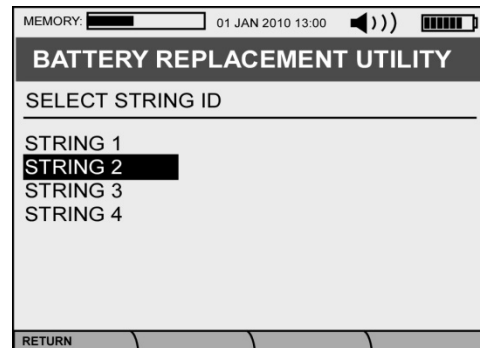 MEMORY: 01 JAN 2010 13:00
BATTERY REPLACEMENT UTILITY
SELECT STRING ID
STRING 1
STRING 2
STRING 3
STRING 4
RETURN